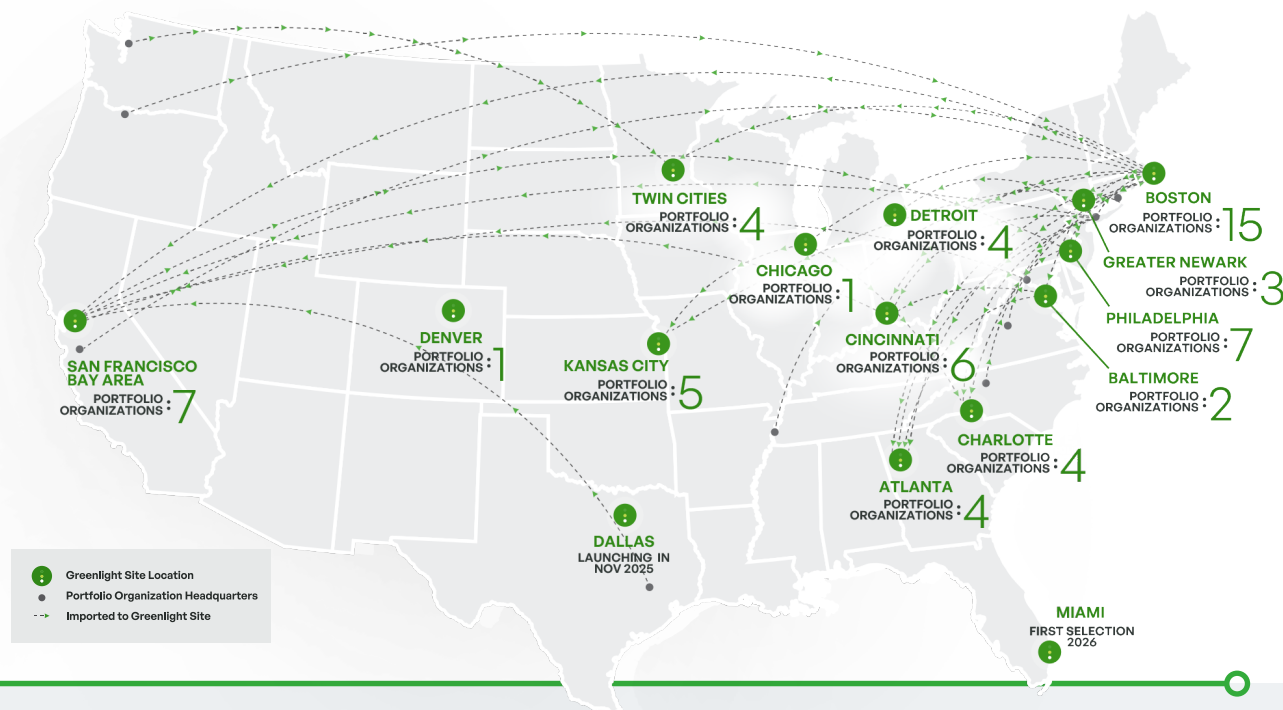 TWIN CITIES
PORTFOLIO
ORGANIZATIONS : 4
DETROIT
PORTFOLIO
ORGANIZATIONS : 4
BOSTON
PORTFOLIO
ORGANIZATIONS : 15
CHICAGO
PORTFOLIO
ORGANIZATIONS : 1
GREATER NEWARK
PORTFOLIO
ORGANIZATIONS : 3
PHILADELPHIA
PORTFOLIO
ORGANIZATIONS : 7
BALTIMORE
PORTFOLIO
ORGANIZATIONS : 2
SAN FRANCISCO
BAY AREA
PORTFOLIO
ORGANIZATIONS : 7
DENVER
PORTFOLIO
ORGANIZATIONS : 1
KANSAS CITY
PORTFOLIO
ORGANIZATIONS : 5
CINCINNATI
PORTFOLIO
ORGANIZATIONS : 6
CHARLOTTE
PORTFOLIO
ORGANIZATIONS : 4
ATLANTA
PORTFOLIO
ORGANIZATIONS : 4
DALLAS
LAUNCHING IN
NOV 2025
MIAMI
FIRST SELECTION
2026
Greenlight Site Location
Portfolio Organization Headquarters
Imported to Greenlight Site